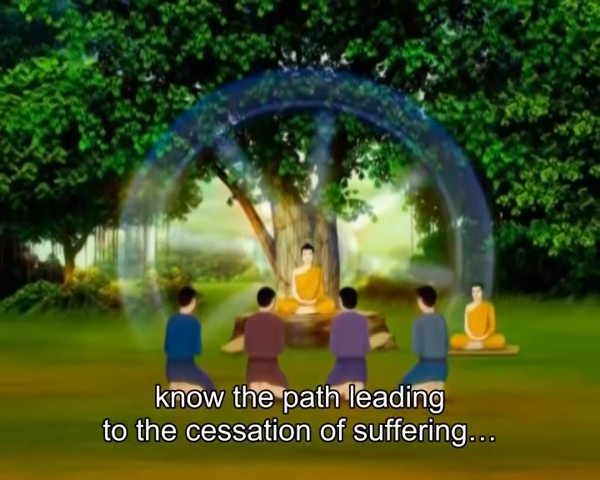 know the path leading
to the cessation of suffering...